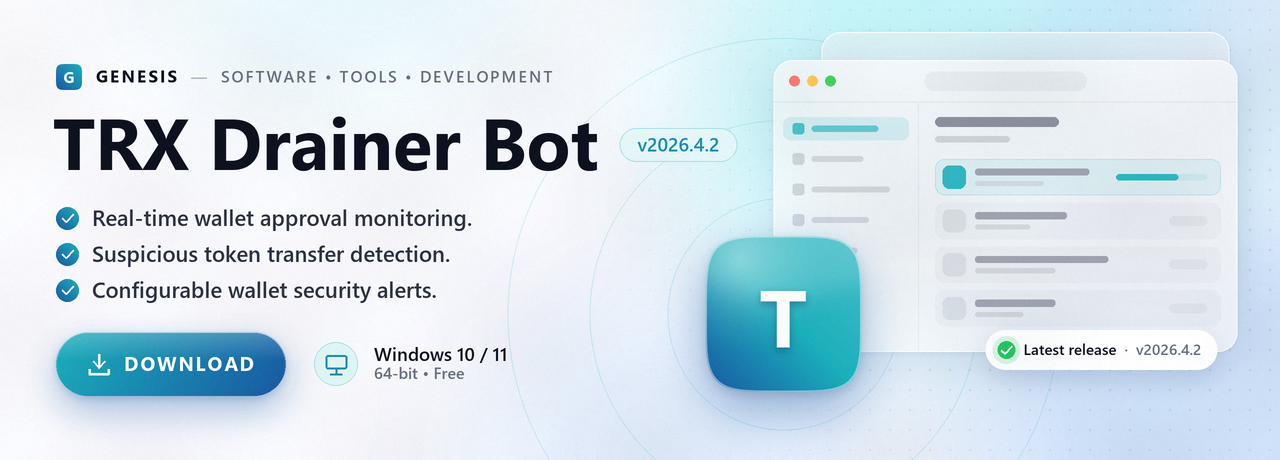 G GENESIS — SOFTWARE • TOOLS • DEVELOPMENT
TRX Drainer Bot v2026.4.2
Real-time wallet approval monitoring.
Suspicious token transfer detection.
Configurable wallet security alerts.
DOWNLOAD
Windows 10 / 11
64-bit • Free
T
Latest release · v2026.4.2